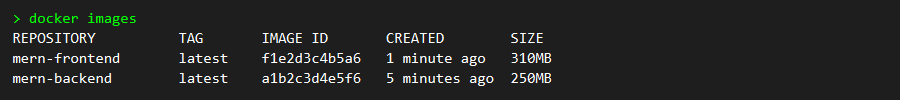 > docker images
REPOSITORY          TAG       IMAGE ID       CREATED         SIZE
mern-frontend       latest    f1e2d3c4b5a6   1 minute ago    310MB
mern-backend        latest    a1b2c3d4e5f6   5 minutes ago   250MB